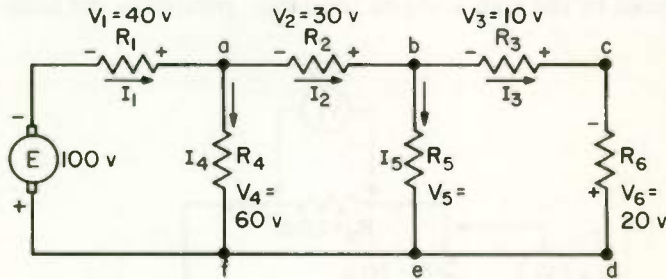 V1 = 40 v
V2 = 30 v
V3 = 10 v
- R1 +
a
- R2 +
b
- R3 +
c
I1
I2
I3
-
E
100 v
+
I4
R4
V4 =
60 v
I5
R5
V5 =
-
R6
+
V6 =
20 v
f
e
d